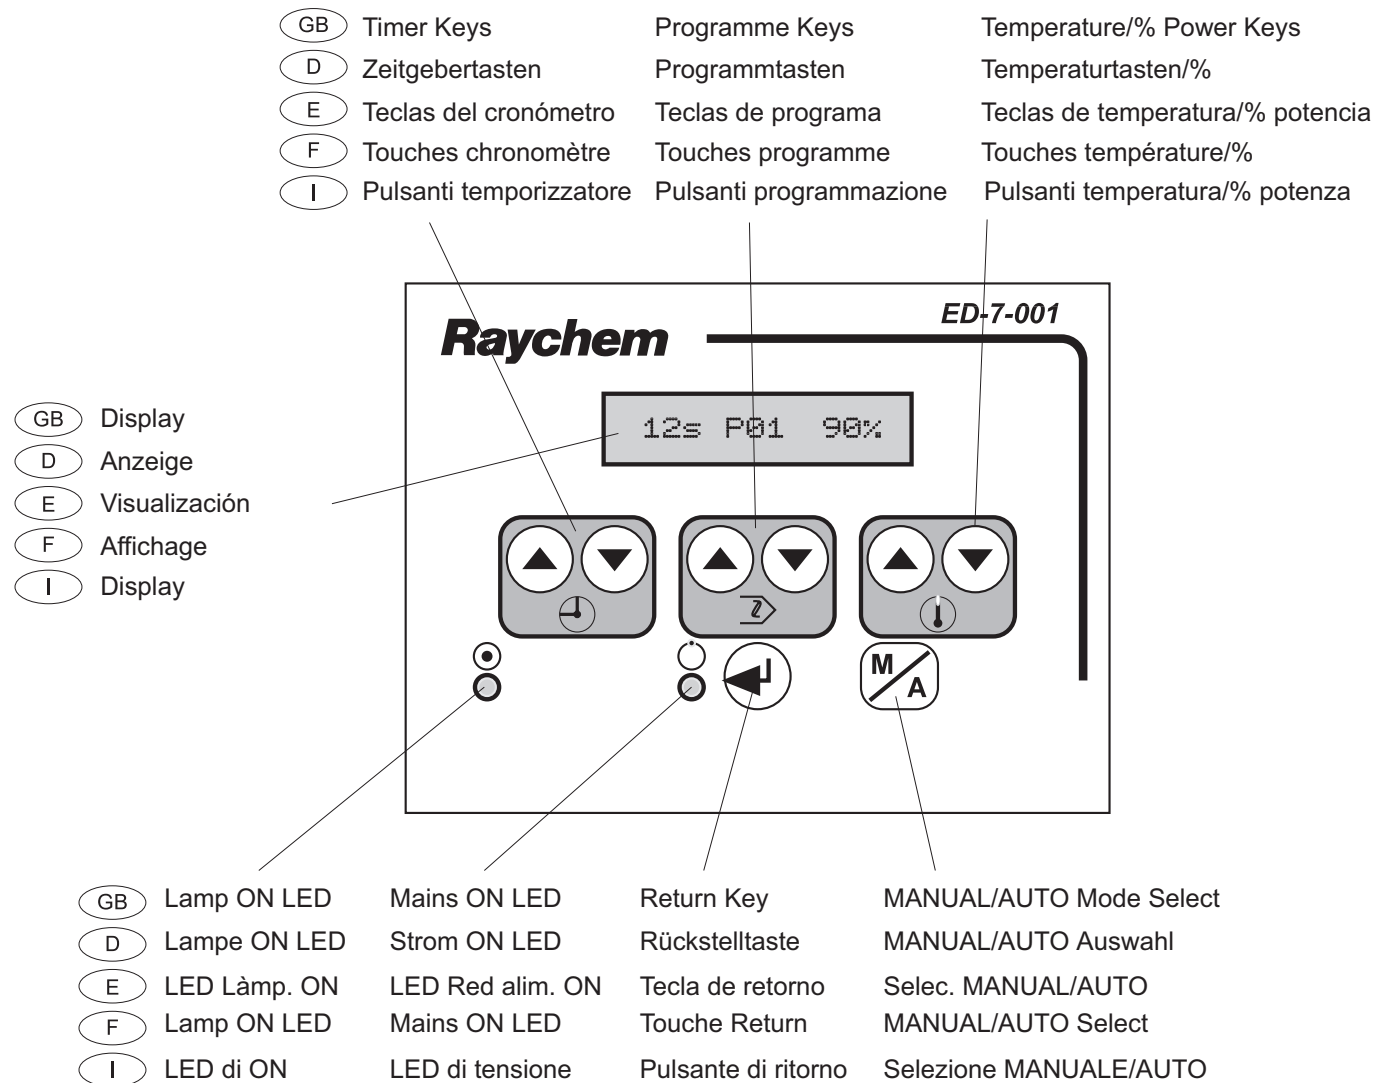 GB Timer Keys Programme Keys Temperature/% Power Keys
D Zeitgebertasten Programmtasten Temperaturtasten/%
E Teclas del cronómetro Teclas de programa Teclas de temperatura/% potencia
F Touches chronomètre Touches programme Touches température/%
I Pulsanti temporizzatore Pulsanti programmazione Pulsanti temperatura/% potenza
ED-7-001
Raychem
12s P01 90%
GB Display
D Anzeige
E Visualización
F Affichage
I Display
M/A
GB Lamp ON LED Mains ON LED Return Key MANUAL/AUTO Mode Select
D Lampe ON LED Strom ON LED Rückstelltaste MANUAL/AUTO Auswahl
E LED Làmp. ON LED Red alim. ON Tecla de retorno Selec. MANUAL/AUTO
F Lamp ON LED Mains ON LED Touche Return MANUAL/AUTO Select
I LED di ON LED di tensione Pulsante di ritorno Selezione MANUALE/AUTO